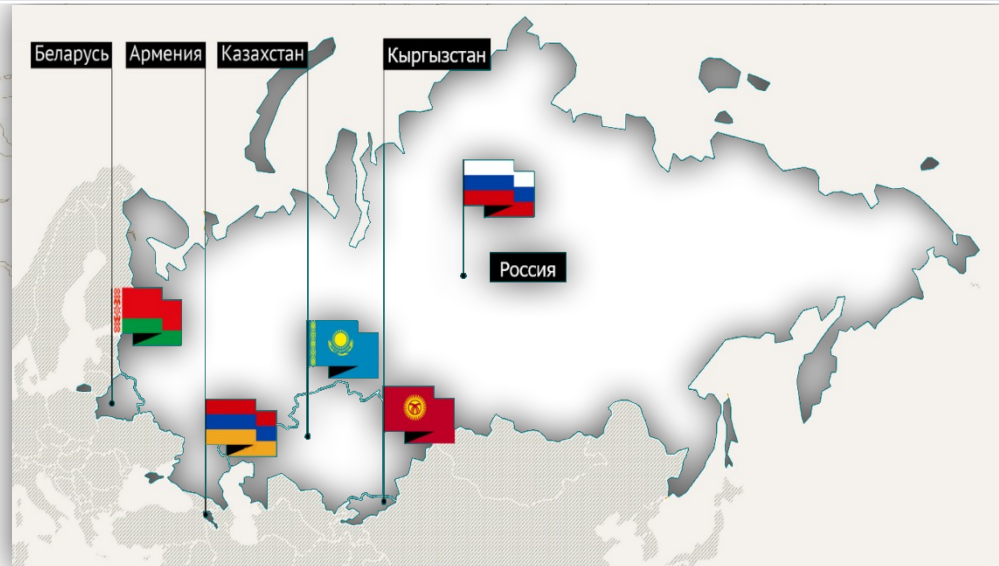 Беларусь
Армения
Казахстан
Кыргызстан
Россия